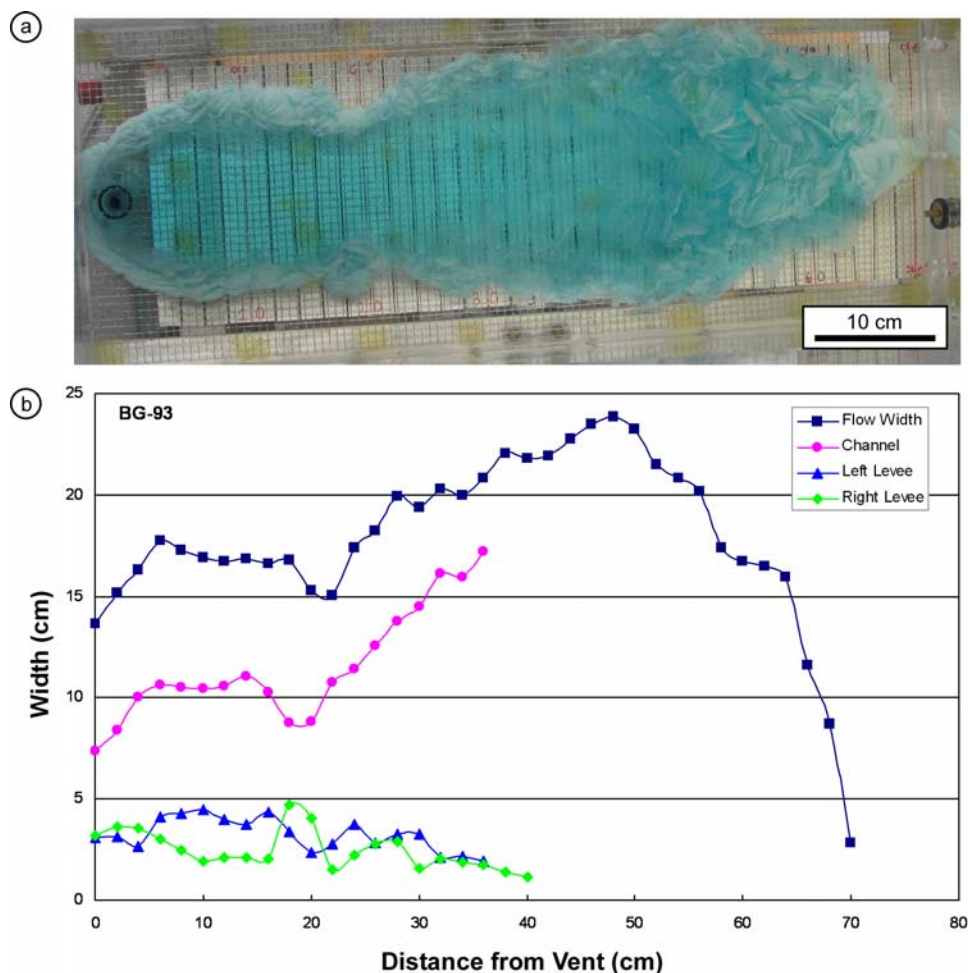 a
10 cm
b
BG-93
Flow Width
Channel
Left Levee
Right Levee
25
20
15
10
5
0
0 10 20 30 40 50 60 70 80
Width (cm)
Distance from Vent (cm)